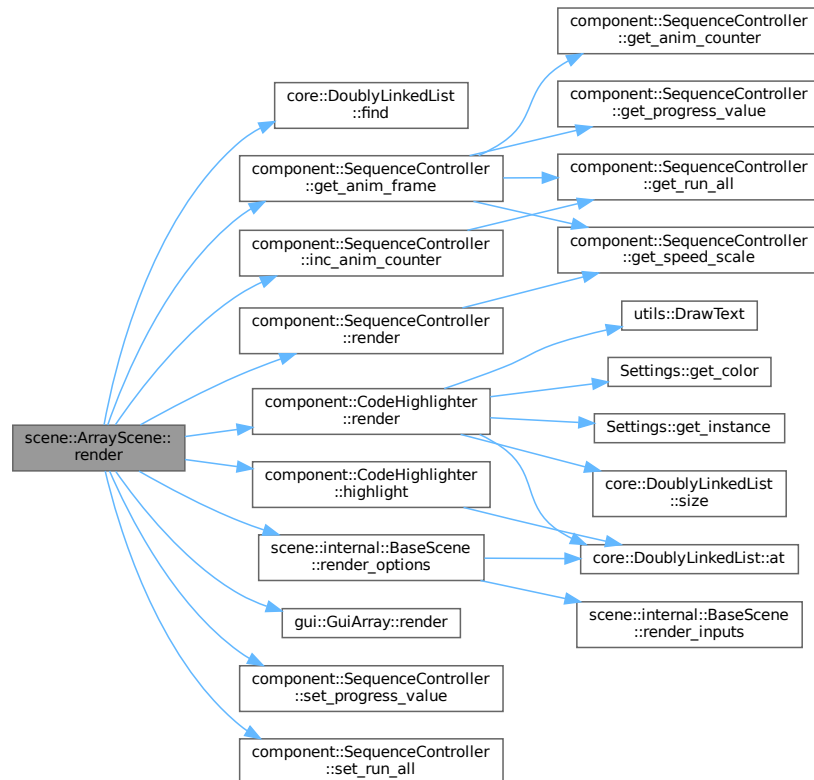 component::SequenceController
::get_anim_counter
core::DoublyLinkedList
::find
component::SequenceController
::get_progress_value
component::SequenceController
::get_anim_frame
component::SequenceController
::get_run_all
component::SequenceController
::inc_anim_counter
component::SequenceController
::get_speed_scale
component::SequenceController
::render
utils::DrawText
component::CodeHighlighter
::render
Settings::get_color
Settings::get_instance
scene::ArrayScene::
render
component::CodeHighlighter
::highlight
core::DoublyLinkedList
::size
scene::internal::BaseScene
::render_options
core::DoublyLinkedList::at
gui::GuiArray::render
scene::internal::BaseScene
::render_inputs
component::SequenceController
::set_progress_value
component::SequenceController
::set_run_all